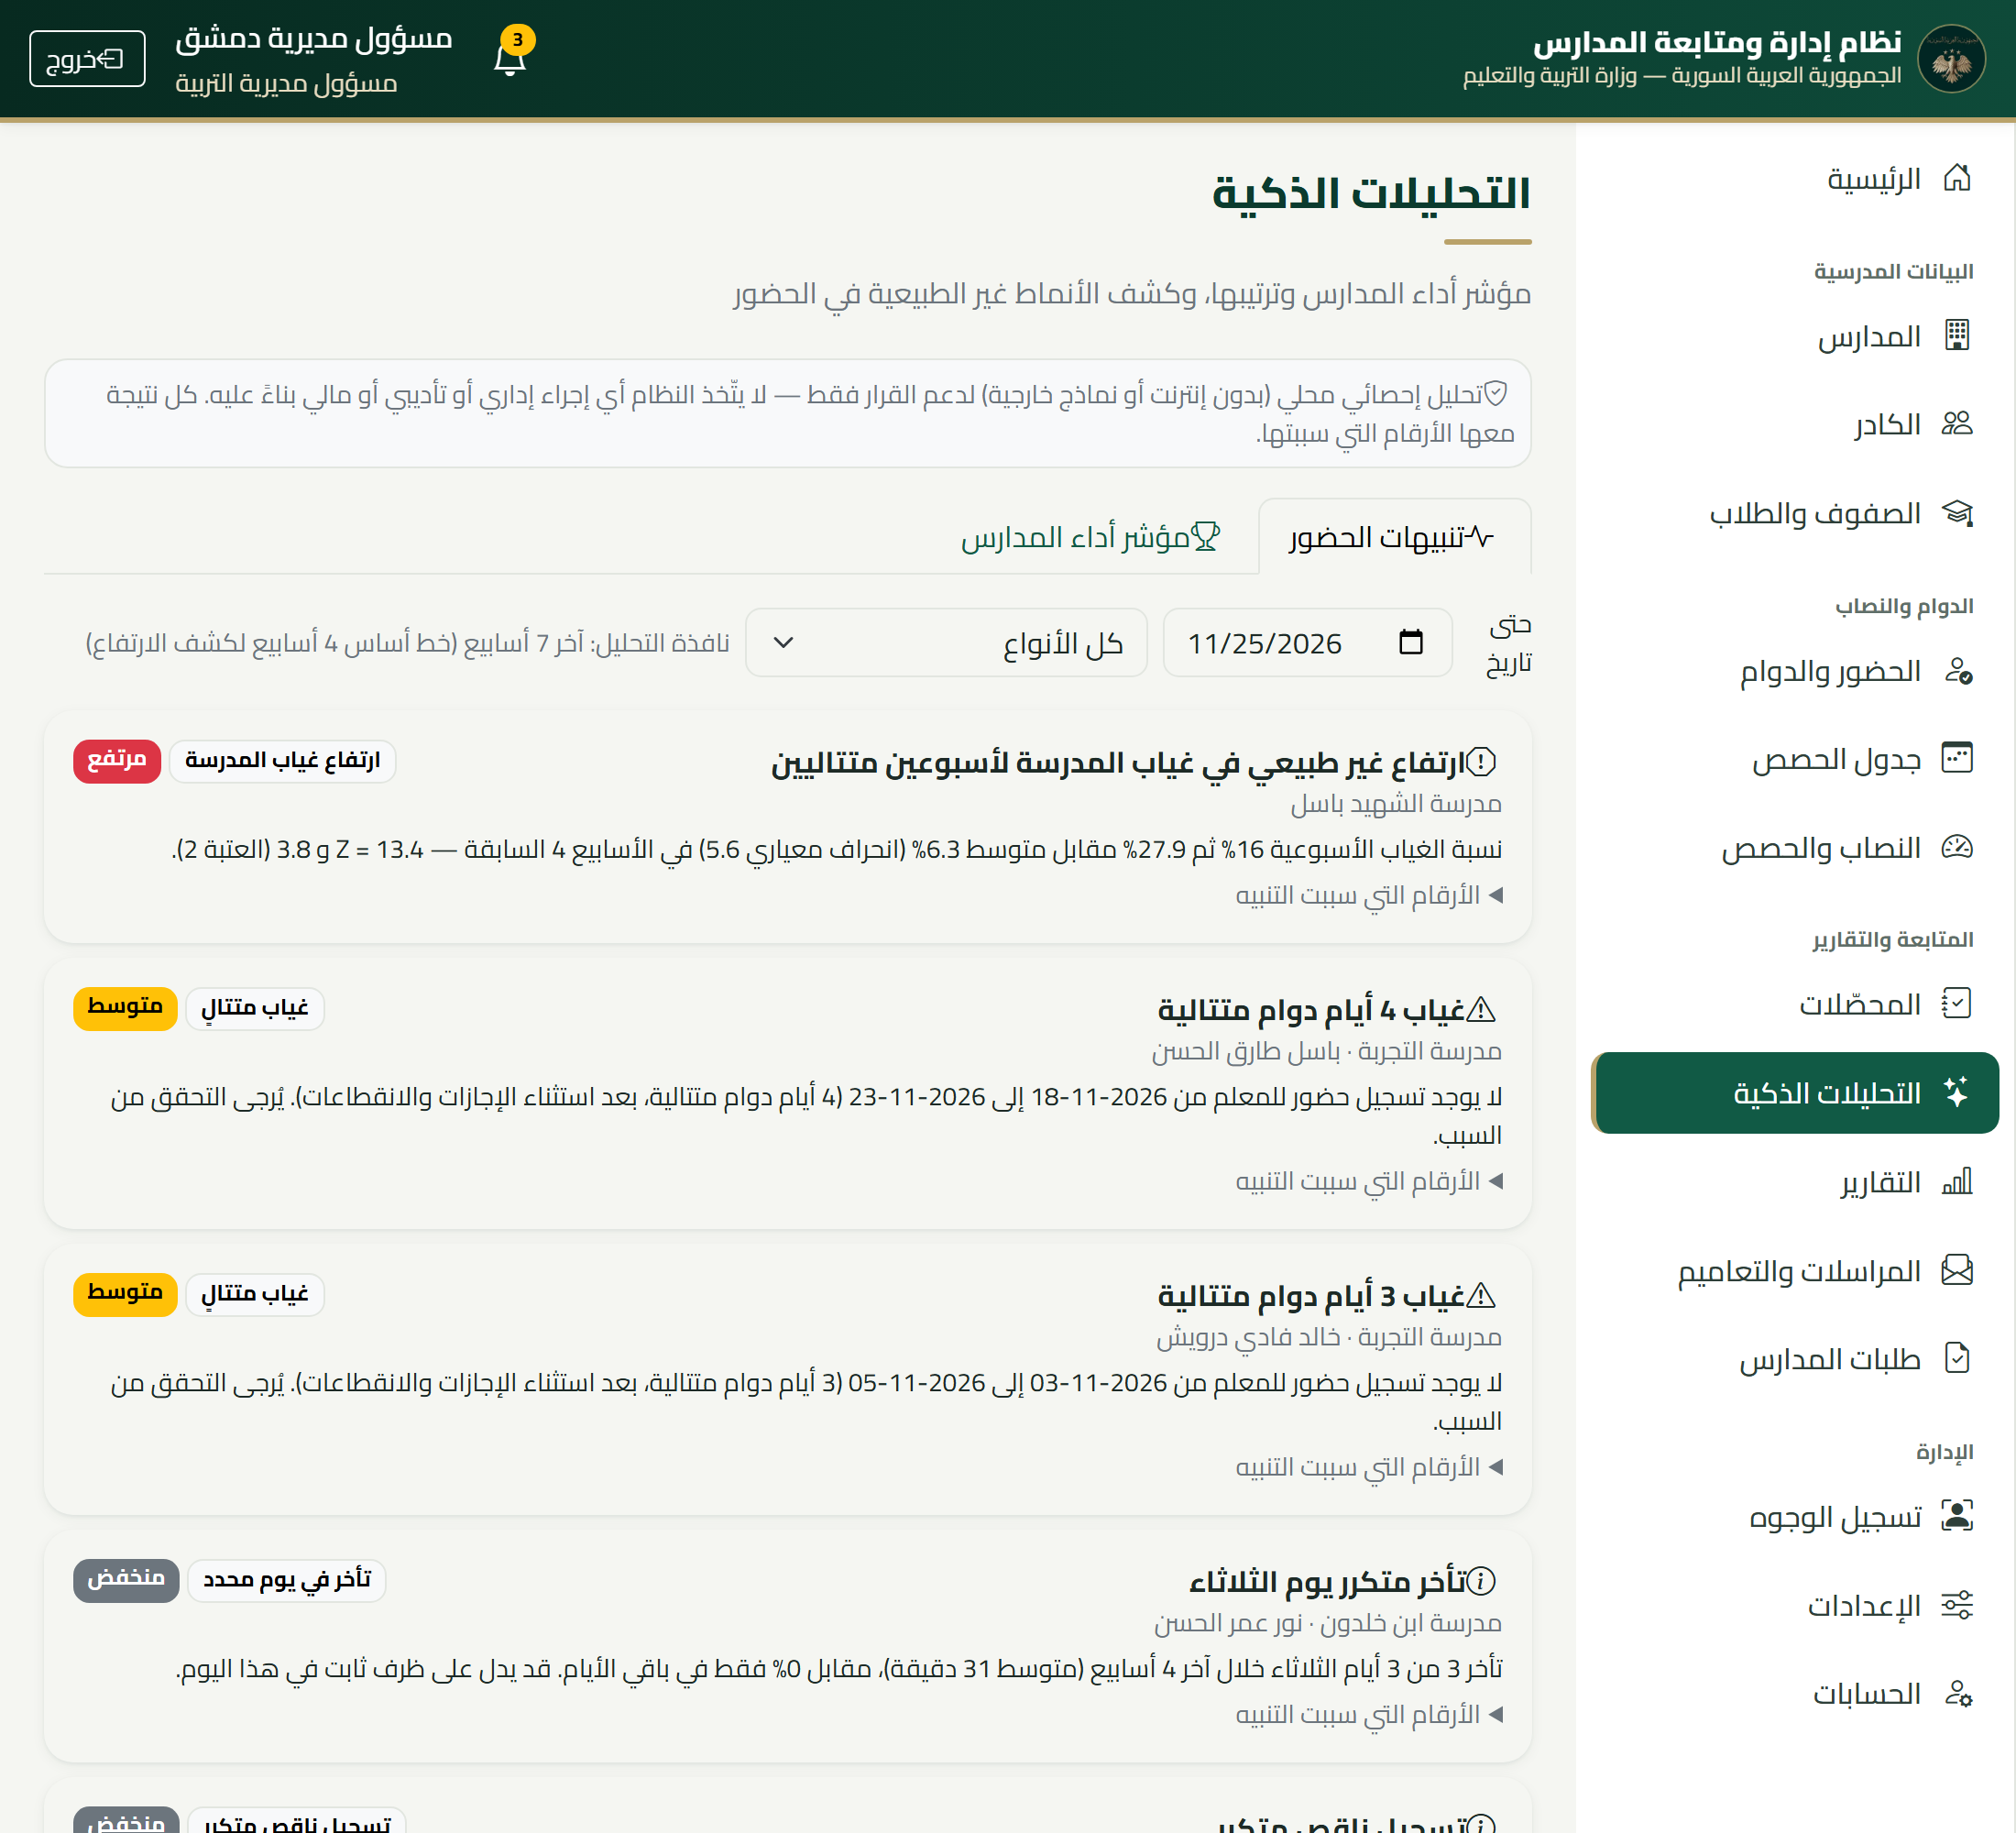 نظام إدارة ومتابعة المدارس
الجمهورية العربية السورية — وزارة التربية والتعليم
3
مسؤول مديرية دمشق
مسؤول مديرية التربية
خروج
الرئيسية
البيانات المدرسية
المدارس
الكادر
الصفوف والطلاب
الدوام والنصاب
الحضور والدوام
جدول الحصص
النصاب والحصص
المتابعة والتقارير
المحصّلات
التحليلات الذكية
التقارير
المراسلات والتعاميم
طلبات المدارس
الإدارة
تسجيل الوجوه
الإعدادات
الحسابات
التحليلات الذكية
مؤشر أداء المدارس وترتيبها، وكشف الأنماط غير الطبيعية في الحضور
تحليل إحصائي محلي (بدون إنترنت أو نماذج خارجية) لدعم القرار فقط — لا يتّخذ النظام أي إجراء إداري أو تأديبي أو مالي بناءً عليه. كل نتيجة
معها الأرقام التي سببتها.
تنبيهات الحضور
مؤشر أداء المدارس
حتى
تاريخ
11/25/2026
كل الأنواع
نافذة التحليل: آخر 7 أسابيع (خط أساس 4 أسابيع لكشف الارتفاع)
ارتفاع غير طبيعي في غياب المدرسة لأسبوعين متتاليين
ارتفاع غياب المدرسة
مرتفع
مدرسة الشهيد باسل
نسبة الغياب الأسبوعية 16% ثم 27.9% مقابل متوسط 6.3% (انحراف معياري 5.6) في الأسابيع 4 السابقة — Z = 13.4 و 3.8 (العتبة 2).
الأرقام التي سببت التنبيه
غياب 4 أيام دوام متتالية
غياب متتالٍ
متوسط
مدرسة التجربة · باسل طارق الحسن
لا يوجد تسجيل حضور للمعلم من 2026-11-18 إلى 2026-11-23 (4 أيام دوام متتالية، بعد استثناء الإجازات والانقطاعات). يُرجى التحقق من
السبب.
الأرقام التي سببت التنبيه
غياب 3 أيام دوام متتالية
غياب متتالٍ
متوسط
مدرسة التجربة · خالد فادي درويش
لا يوجد تسجيل حضور للمعلم من 2026-11-03 إلى 2026-11-05 (3 أيام دوام متتالية، بعد استثناء الإجازات والانقطاعات). يُرجى التحقق من
السبب.
الأرقام التي سببت التنبيه
تأخر متكرر يوم الثلاثاء
تأخر في يوم محدد
منخفض
مدرسة ابن خلدون · نور عمر الحسن
تأخر 3 من 3 أيام الثلاثاء خلال آخر 4 أسابيع (متوسط 31 دقيقة)، مقابل 0% فقط في باقي الأيام. قد يدل على ظرف ثابت في هذا اليوم.
الأرقام التي سببت التنبيه
تسجيل ناقص متكرر
تسجيل ناقص متكرر
منخفض